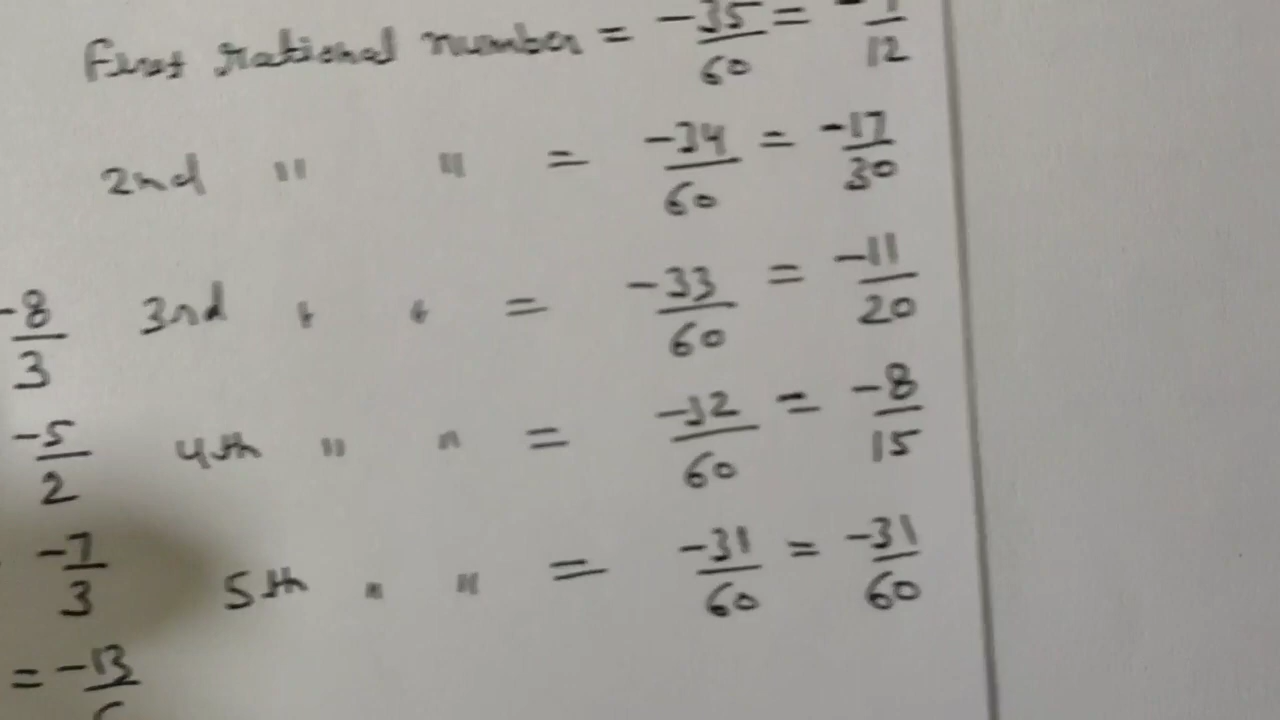 First rational number = -35/60 = -7/12
2nd " " = -34/60 = -17/30
-8/3 3nd " " = -33/60 = -11/20
-5/2 4th " " = -32/60 = -8/15
-7/3 5th " " = -31/60 = -31/60
= -13